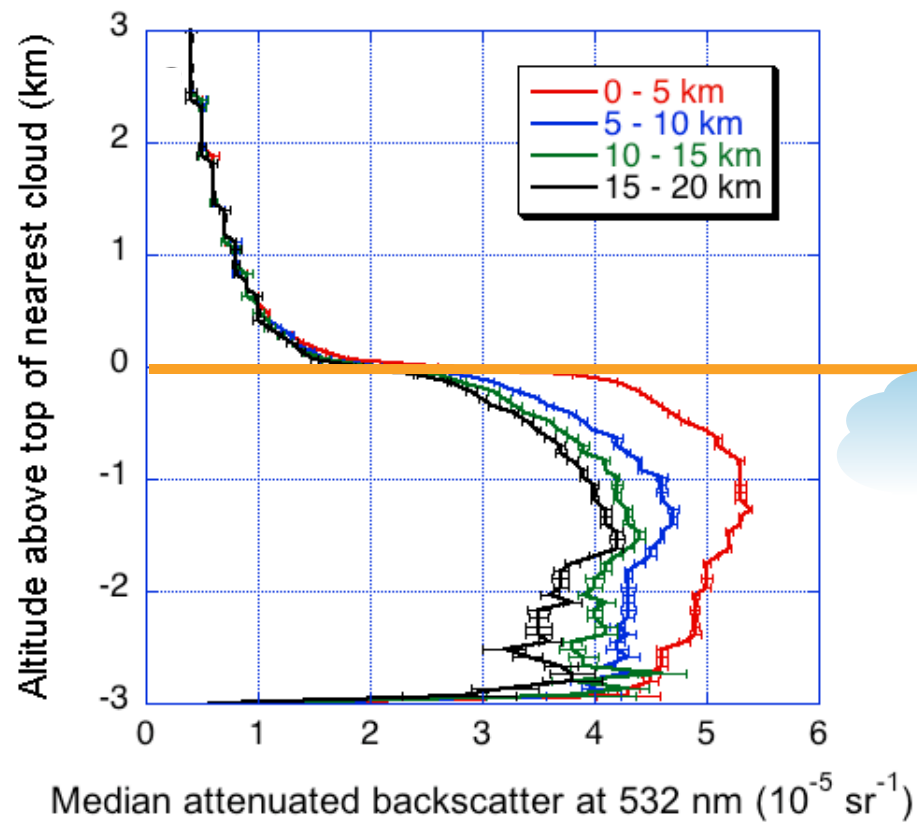 Altitude above top of nearest cloud (km)
3
2
1
0
-1
-2
-3
0 - 5 km
5 - 10 km
10 - 15 km
15 - 20 km
0 1 2 3 4 5 6
Median attenuated backscatter at 532 nm (10⁻⁵ sr⁻¹)